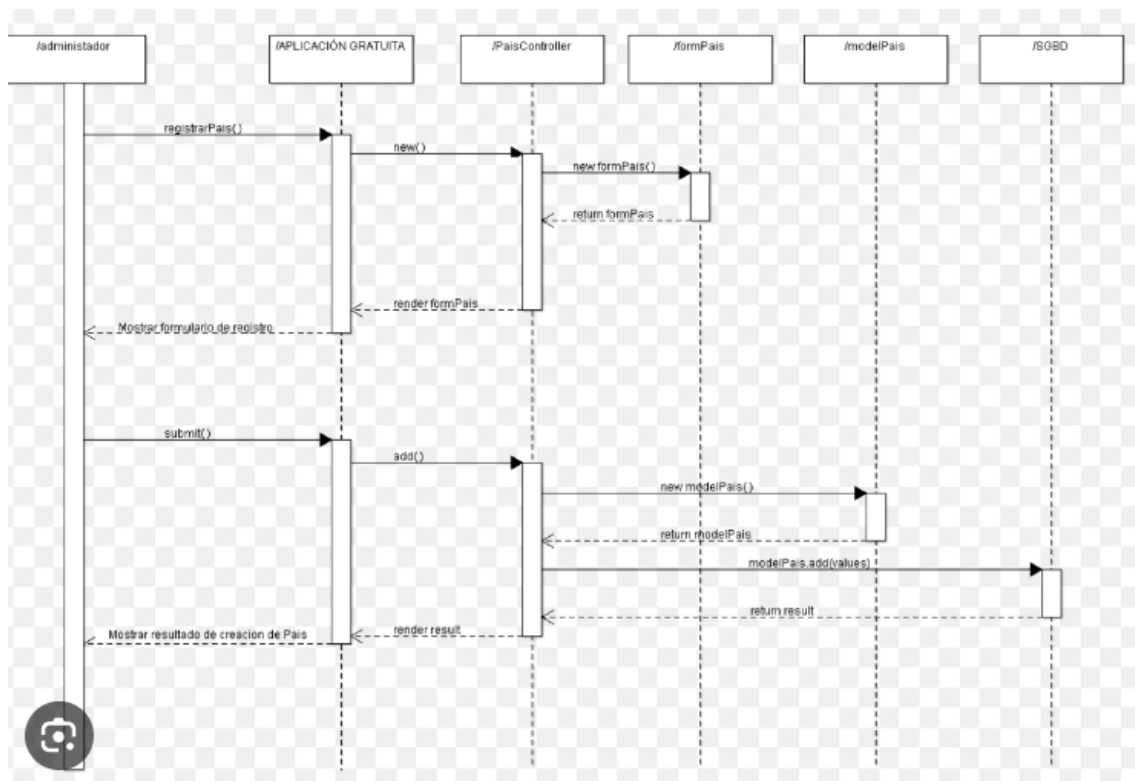 /administador
/APLICACIÓN GRATUITA
/PaisController
/formPais
/modelPais
/SGBD
registrarPais()
new()
new formPais()
return formPais
render formPais
Mostrar formulario de registro
submit()
add()
new modelPais()
return modelPais
modelPais.add(values)
return result
render result
Mostrar resultado de creacion de Pais